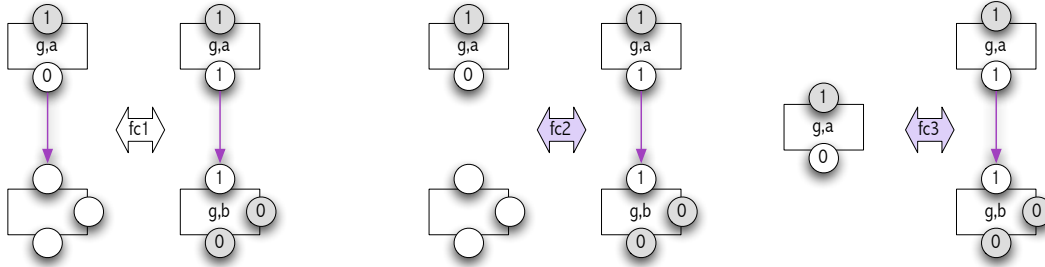 1 1 1 1 1
g,a g,a g,a g,a g,a
0 1 0 1 1
1
g,a
0
fc1 fc2 fc3
1 1 1
g,b 0 g,b 0 g,b 0
0 0 0